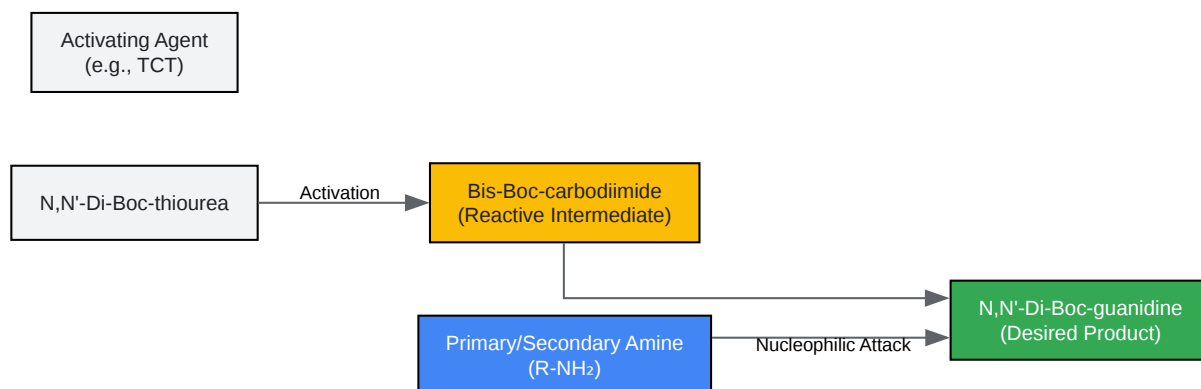 Activating Agent
(e.g., TCT)
N,N'-Di-Boc-thiourea
Activation
Bis-Boc-carbodiimide
(Reactive Intermediate)
Primary/Secondary Amine
(R-NH₂)
Nucleophilic Attack
N,N'-Di-Boc-guanidine
(Desired Product)